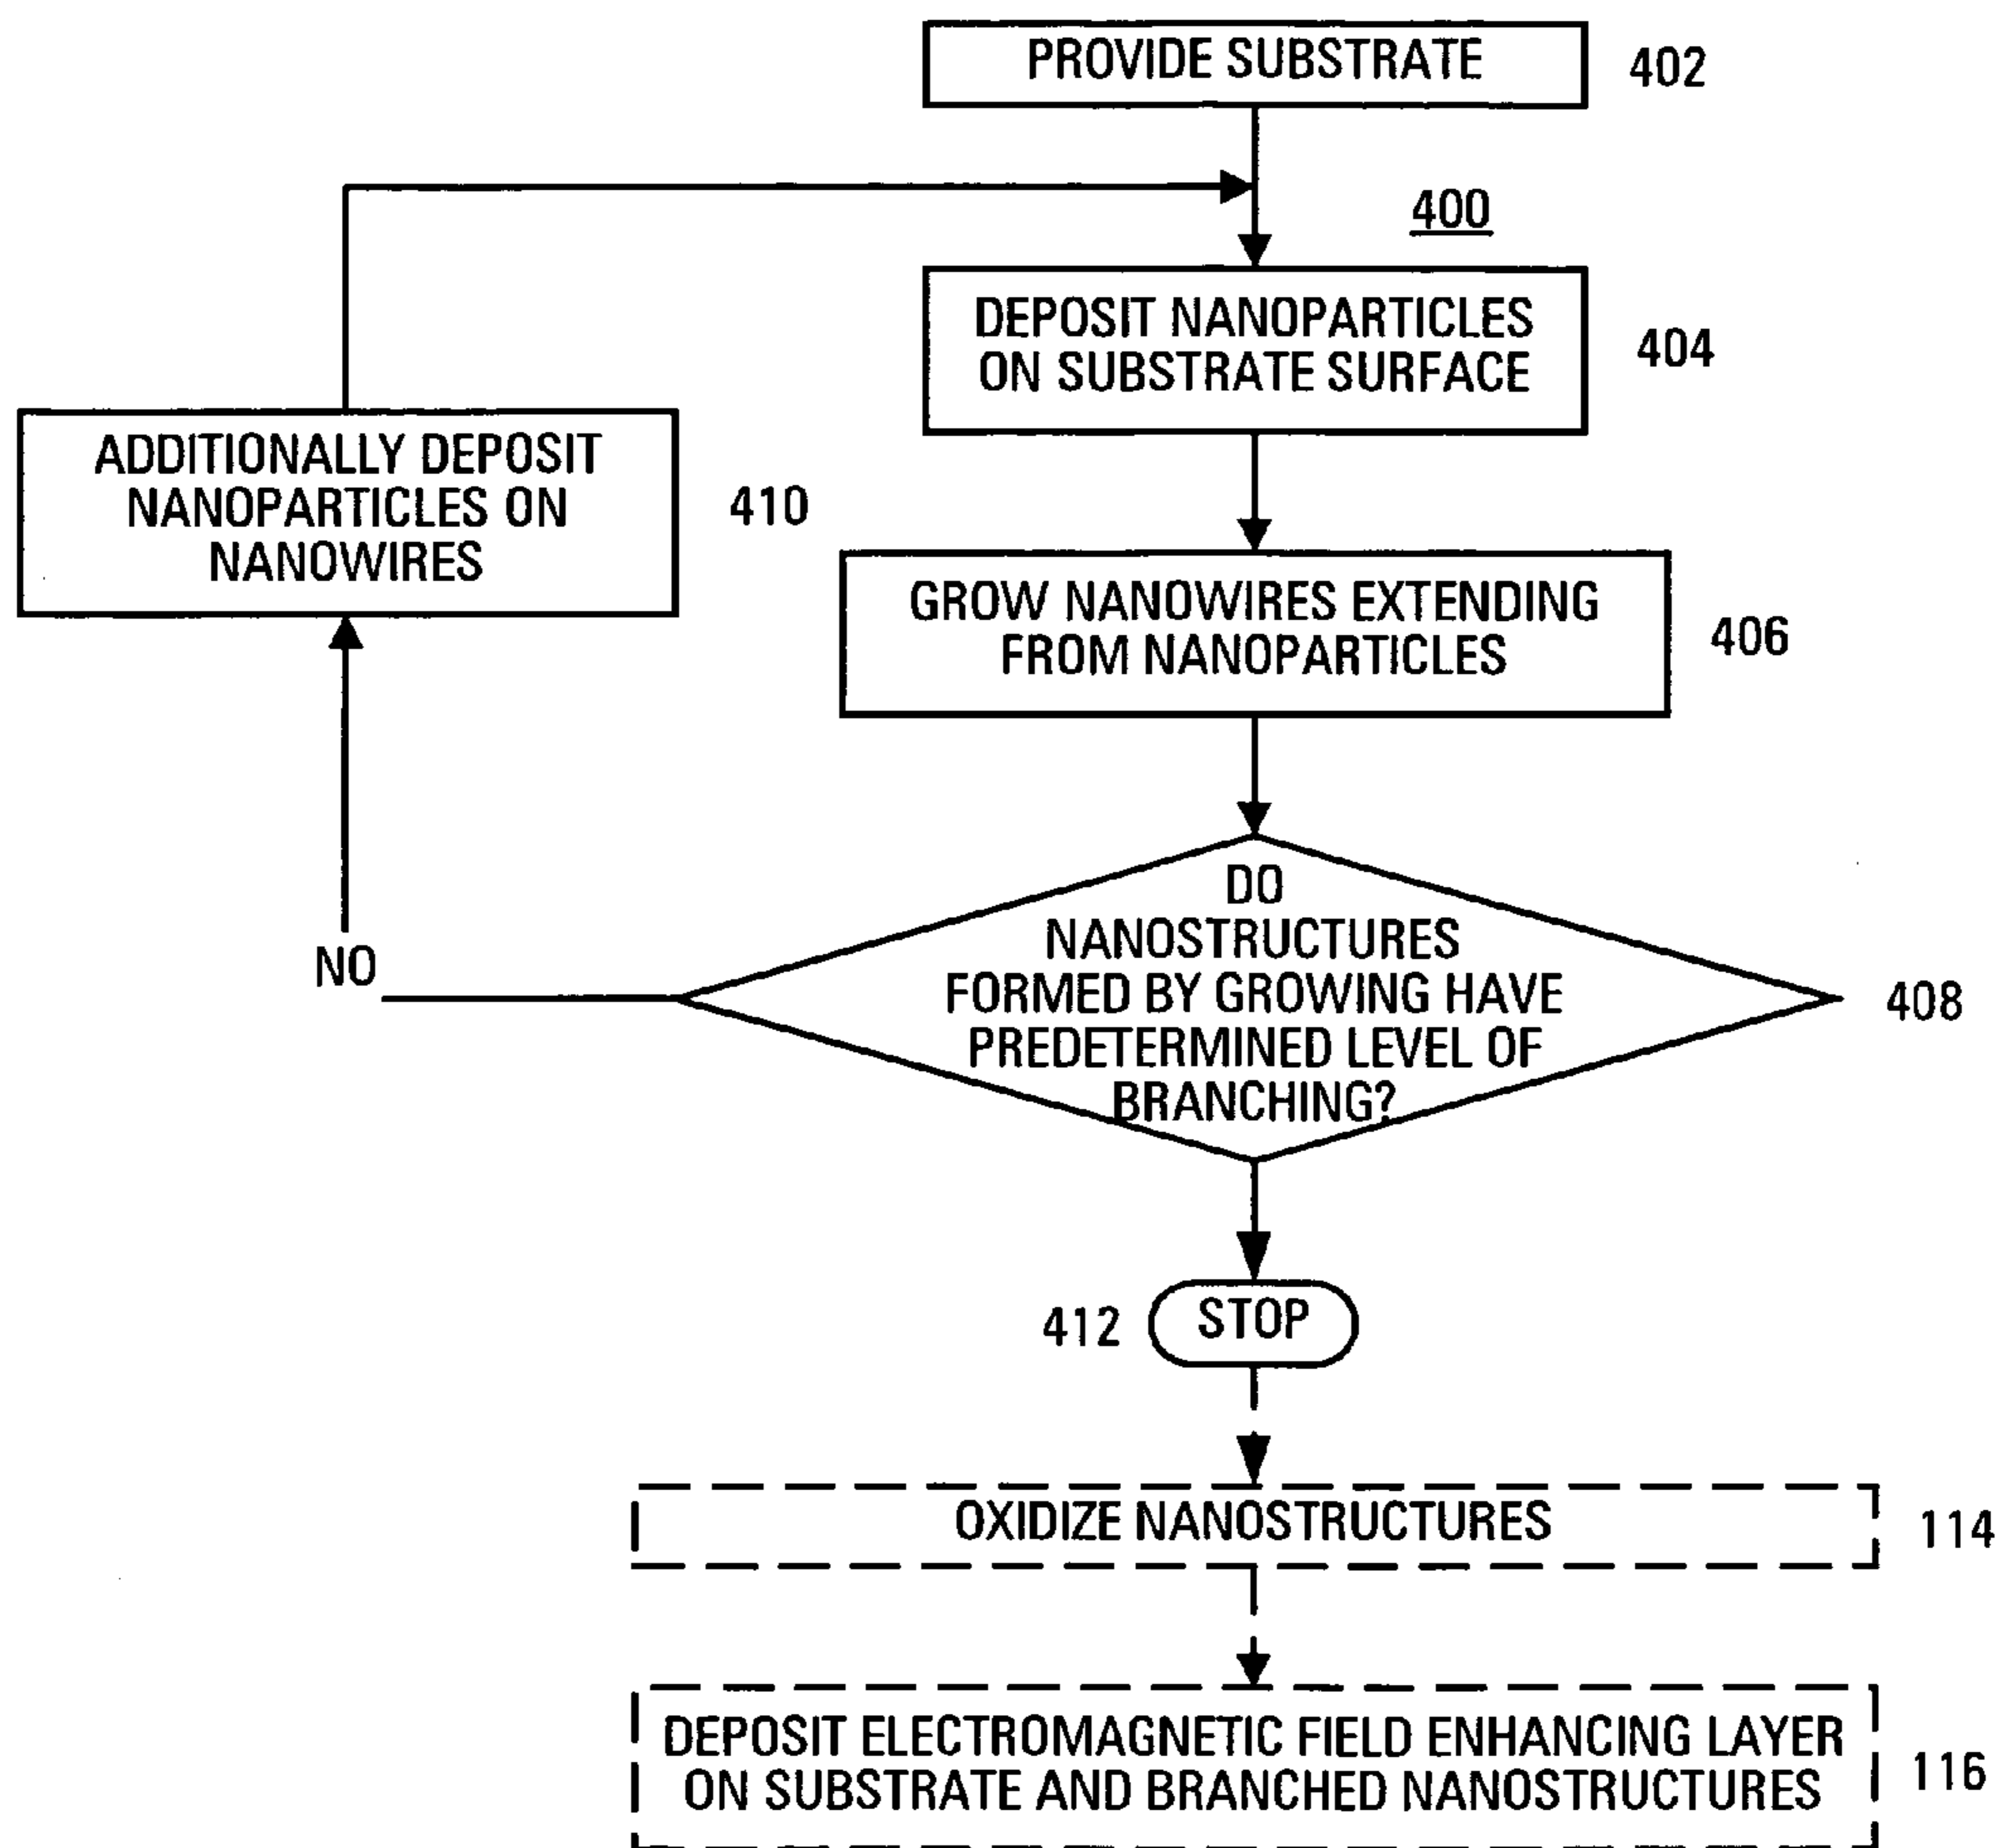 PROVIDE SUBSTRATE
402
400
DEPOSIT NANOPARTICLES
ON SUBSTRATE SURFACE
404
ADDITIONALLY DEPOSIT
NANOPARTICLES ON
NANOWIRES
410
GROW NANOWIRES EXTENDING
FROM NANOPARTICLES
406
DO
NANOSTRUCTURES
FORMED BY GROWING HAVE
PREDETERMINED LEVEL OF
BRANCHING?
408
NO
412
STOP
OXIDIZE NANOSTRUCTURES
114
DEPOSIT ELECTROMAGNETIC FIELD ENHANCING LAYER
ON SUBSTRATE AND BRANCHED NANOSTRUCTURES
116